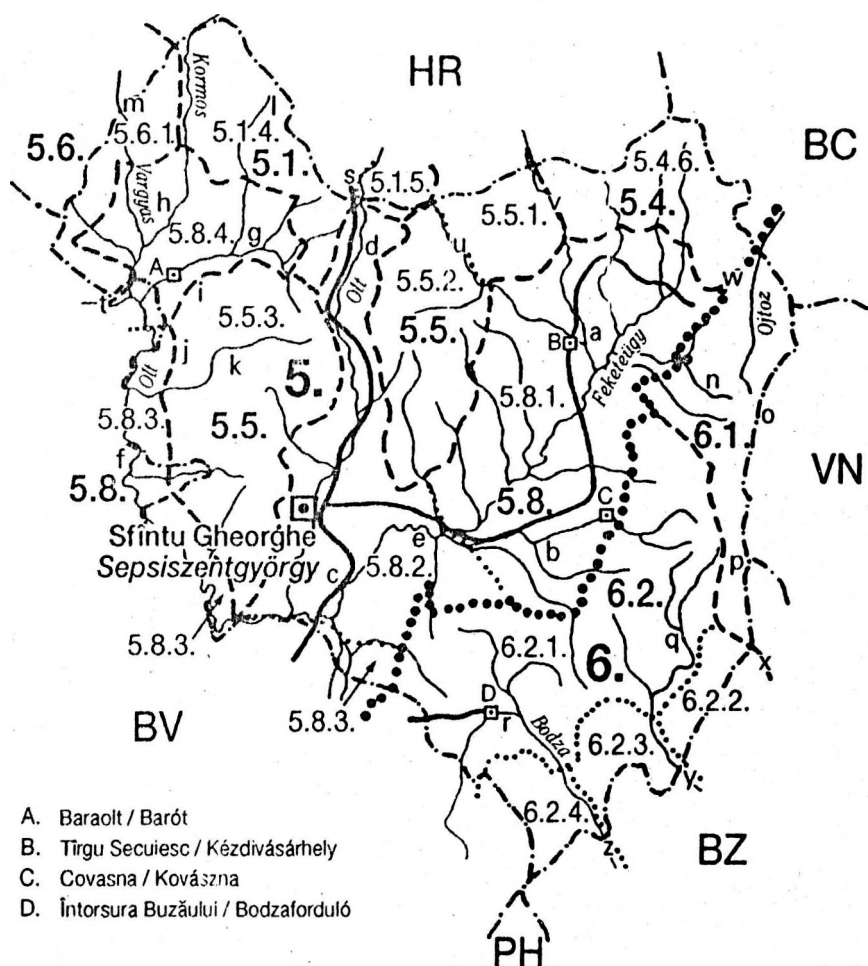 HR
BC
VN
BZ
PH
BV
m
Kormos
l
5.6.
5.6.1.
5.1.4.
5.1.
s
5.1.5.
5.4.6.
5.4.
5.5.1.
v
Vargyas
h
5.8.4.
g
d
u
w
A
t
i
Olt
5.5.2.
Ojtoz
5.5.3.
5.5.
B
a
j
k
5.
Fekeleügy
n
Olt
5.8.1.
o
5.8.3.
5.5.
6.1.
f
5.8.
5.8.
C
Sfîntu Gheorghe
Sepsiszentgyörgy
e
b
p
c
5.8.2.
6.2.
5.8.3.
6.2.1.
q
x
6.
5.8.3.
D
r
Bodza
6.2.2.
6.2.3.
y
6.2.4.
z
A. Baraolt / Barót
B. Tîrgu Secuiesc / Kézdivásárhely
C. Covasna / Kovászna
D. Întorsura Buzăului / Bodzaforduló